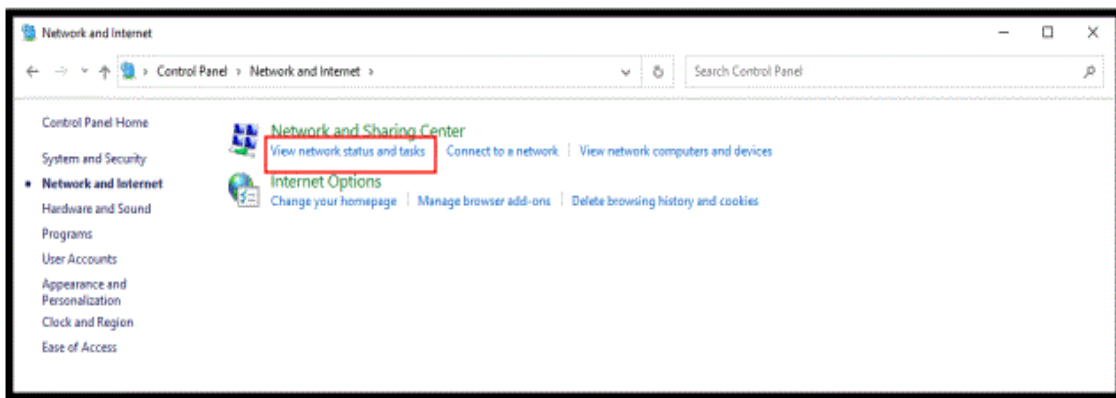 Network and Internet
Control Panel > Network and Internet >
Search Control Panel
Control Panel Home
System and Security
Network and Internet
Hardware and Sound
Programs
User Accounts
Appearance and
Personalization
Clock and Region
Ease of Access
Network and Sharing Center
View network status and tasks | Connect to a network | View network computers and devices
Internet Options
Change your homepage | Manage browser add-ons | Delete browsing history and cookies